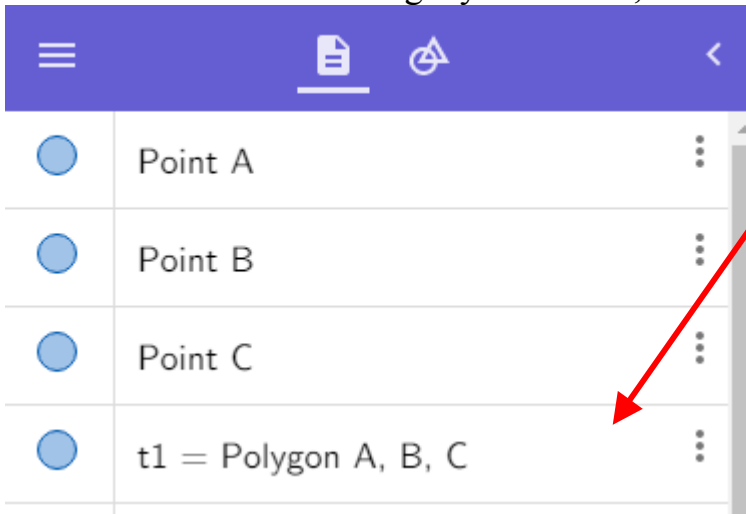 Point A
Point B
Point C
t1 = Polygon A, B, C